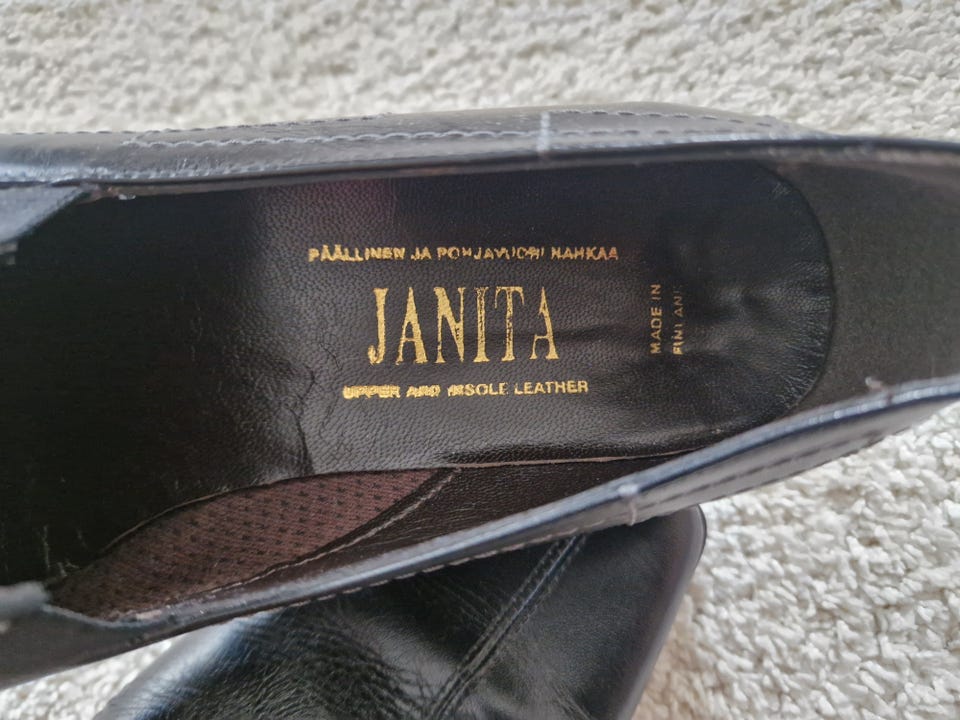 PÄÄLLINEN JA POHJAVUORI NAHKAA
JANITA
UPPER AND INSOLE LEATHER
MADE IN
FINLAND